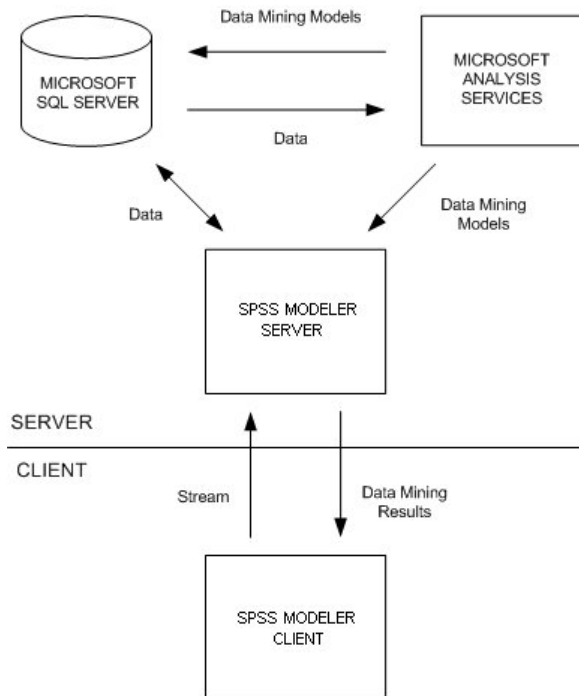 Data Mining Models
MICROSOFT
SQL SERVER
MICROSOFT
ANALYSIS
SERVICES
Data
Data
Data Mining
Models
SPSS MODELER
SERVER
SERVER
CLIENT
Stream
Data Mining
Results
SPSS MODELER
CLIENT